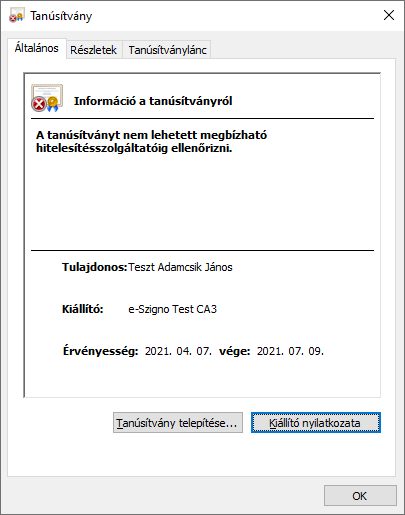 Tanúsítvány
Általános Részletek Tanúsítványlánc
Információ a tanúsítványról
A tanúsítványt nem lehetett megbízható
hitelesítésszolgáltatóig ellenőrizni.
Tulajdonos: Teszt Adamcsik János
Kiállító: e-Szigno Test CA3
Érvényesség: 2021. 04. 07. vége: 2021. 07. 09.
Tanúsítvány telepítése... Kiállító nyilatkozata
OK